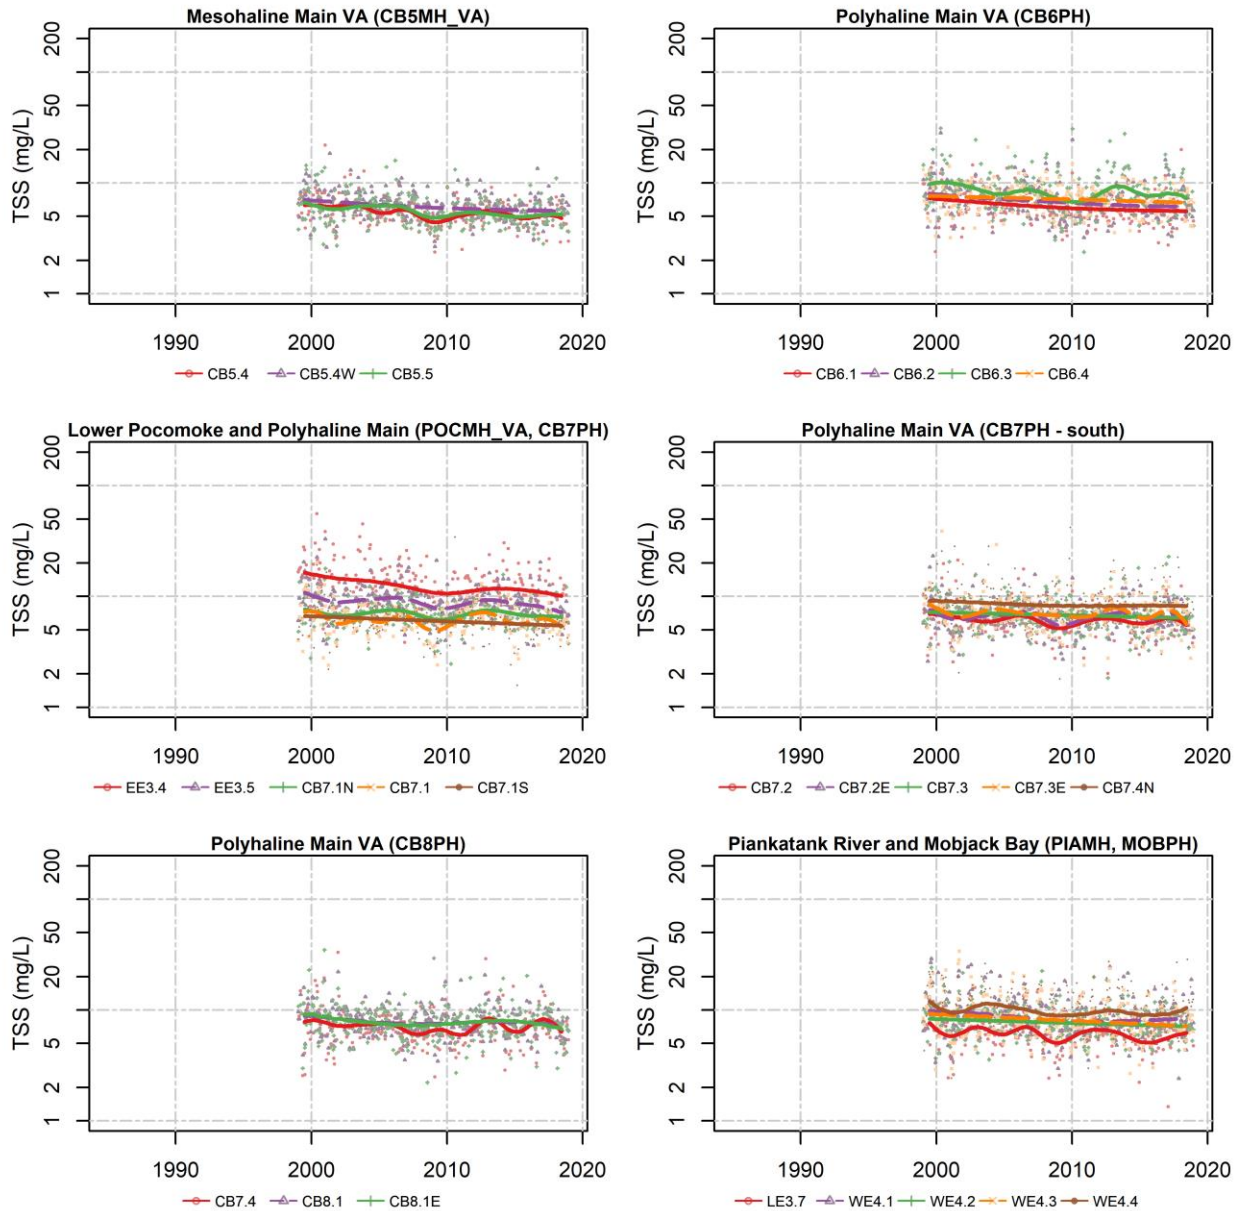 Mesohaline Main VA (CB5MH_VA)
200
50
20
5
2
1
TSS (mg/L)
1990 2000 2010 2020
CB5.4 CB5.4W CB5.5
Polyhaline Main VA (CB6PH)
200
50
20
5
2
1
TSS (mg/L)
1990 2000 2010 2020
CB6.1 CB6.2 CB6.3 CB6.4
Lower Pocomoke and Polyhaline Main (POCMH_VA, CB7PH)
200
50
20
5
2
1
TSS (mg/L)
1990 2000 2010 2020
EE3.4 EE3.5 CB7.1N CB7.1 CB7.1S
Polyhaline Main VA (CB7PH - south)
200
50
20
5
2
1
TSS (mg/L)
1990 2000 2010 2020
CB7.2 CB7.2E CB7.3 CB7.3E CB7.4N
Polyhaline Main VA (CB8PH)
200
50
20
5
2
1
TSS (mg/L)
1990 2000 2010 2020
CB7.4 CB8.1 CB8.1E
Piankatank River and Mobjack Bay (PIAMH, MOBPH)
200
50
20
5
2
1
TSS (mg/L)
1990 2000 2010 2020
LE3.7 WE4.1 WE4.2 WE4.3 WE4.4